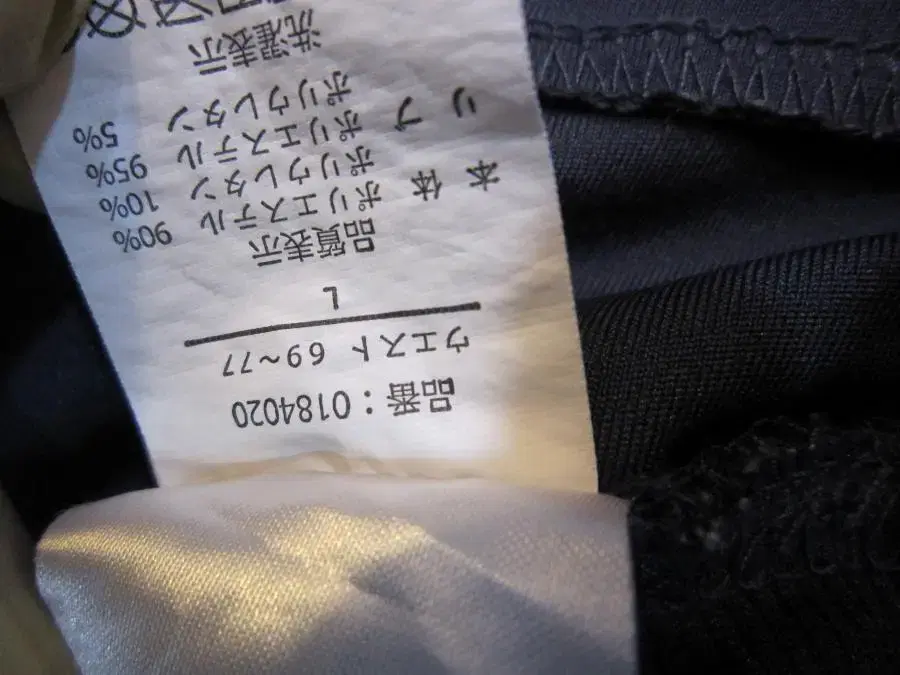 品番：0184020
ウエスト 69～77
L
品質表示
本 体 ポリエステル 90%
ポリウレタン 10%
リ ブ ポリエステル 95%
ポリウレタン 5%
洗濯表示